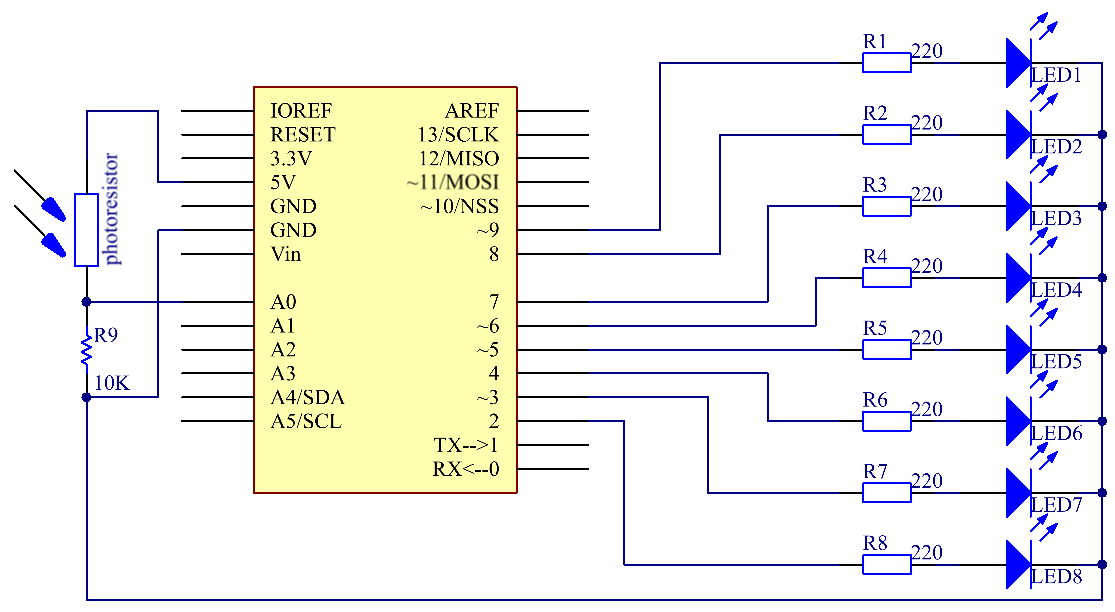 photoresistor
R9
10K
IOREF
RESET
3.3V
5V
GND
GND
Vin
A0
A1
A2
A3
A4/SDA
A5/SCL
AREF
13/SCLK
12/MISO
~11/MOSI
~10/NSS
~9
8
7
~6
~5
4
~3
2
TX-->1
RX<--0
R1 220 LED1
R2 220 LED2
R3 220 LED3
R4 220 LED4
R5 220 LED5
R6 220 LED6
R7 220 LED7
R8 220 LED8